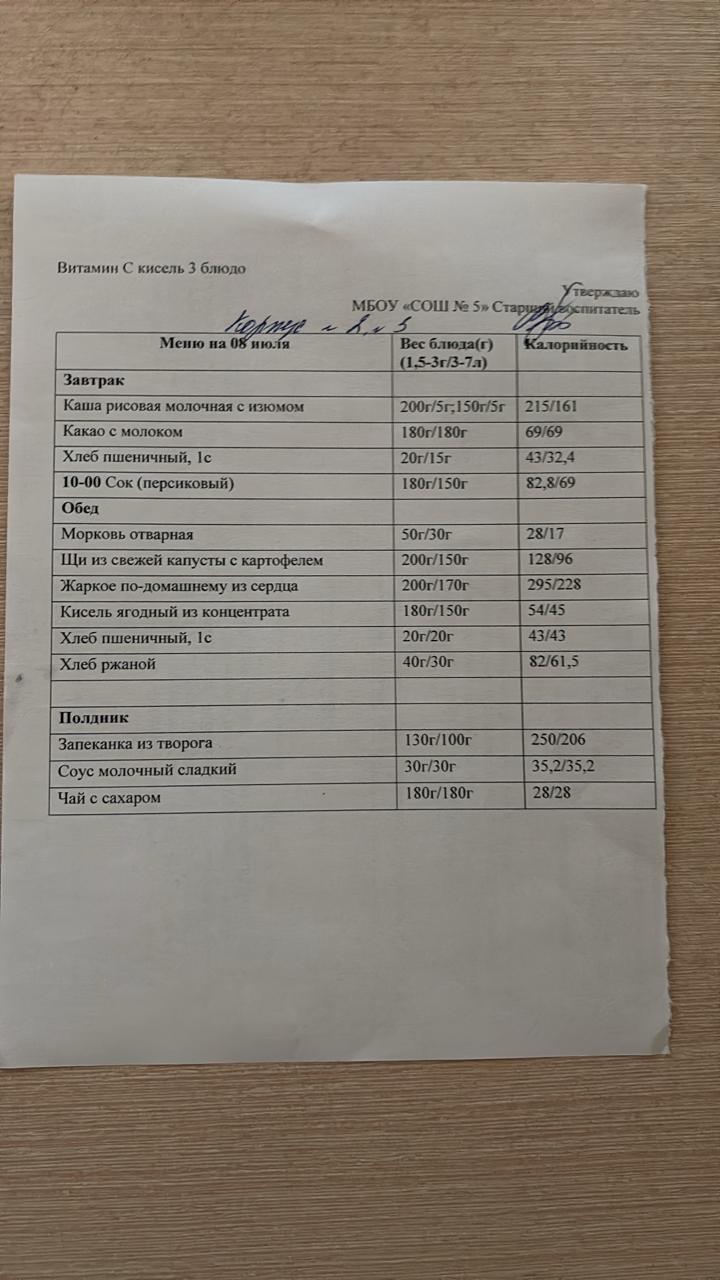 Витамин С кисель 3 блюдо
Утверждаю
МБОУ «СОШ № 5» Старший воспитатель
Корпус № 2, № 3
Меню на 08 июля Вес блюда(г) Калорийность
(1,5-3г/3-7л)
Завтрак
Каша рисовая молочная с изюмом 200г/5г;150г/5г 215/161
Какао с молоком 180г/180г 69/69
Хлеб пшеничный, 1с 20г/15г 43/32,4
10-00 Сок (персиковый) 180г/150г 82,8/69
Обед
Морковь отварная 50г/30г 28/17
Щи из свежей капусты с картофелем 200г/150г 128/96
Жаркое по-домашнему из сердца 200г/170г 295/228
Кисель ягодный из концентрата 180г/150г 54/45
Хлеб пшеничный, 1с 20г/20г 43/43
Хлеб ржаной 40г/30г 82/61,5
Полдник
Запеканка из творога 130г/100г 250/206
Соус молочный сладкий 30г/30г 35,2/35,2
Чай с сахаром 180г/180г 28/28